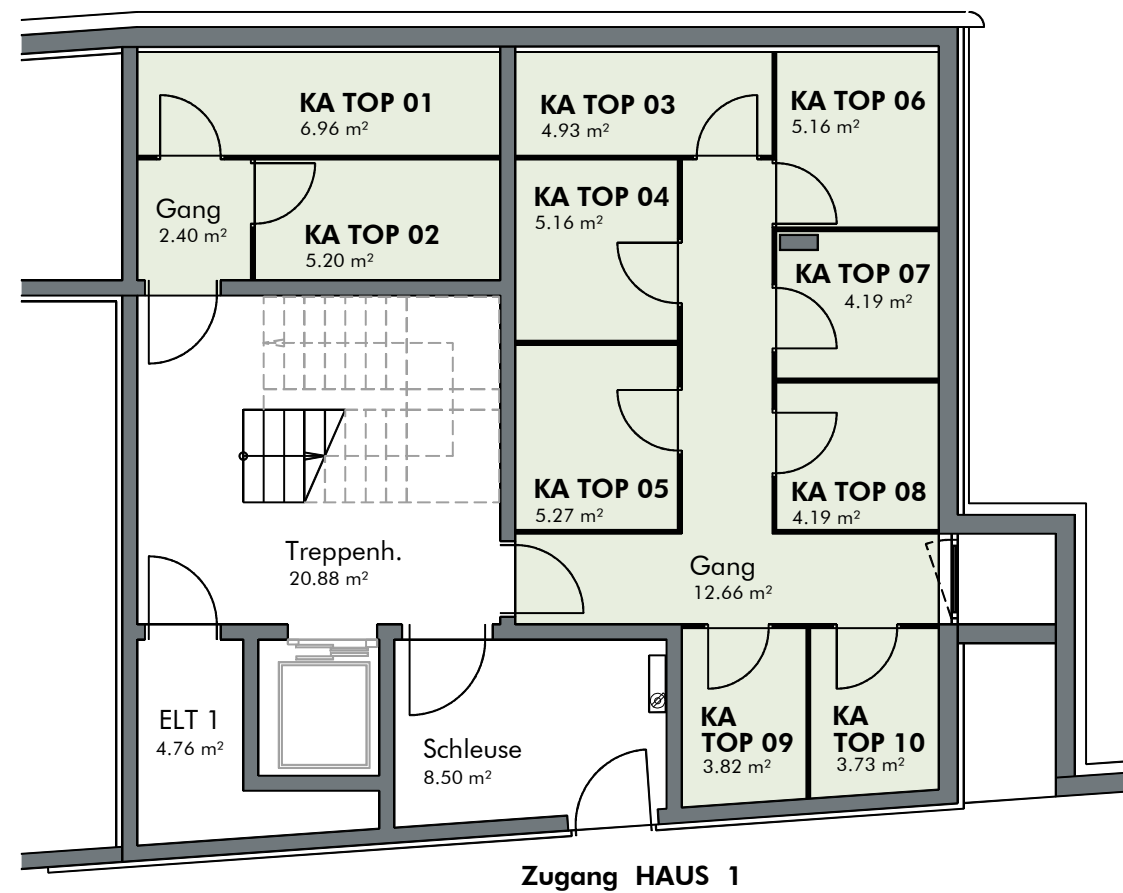 KA TOP 01
6.96 m²
KA TOP 03
4.93 m²
KA TOP 06
5.16 m²
Gang
2.40 m²
KA TOP 02
5.20 m²
KA TOP 04
5.16 m²
KA TOP 07
4.19 m²
KA TOP 05
5.27 m²
KA TOP 08
4.19 m²
Treppenh.
20.88 m²
Gang
12.66 m²
ELT 1
4.76 m²
Schleuse
8.50 m²
KA
TOP 09
3.82 m²
KA
TOP 10
3.73 m²
Zugang HAUS 1